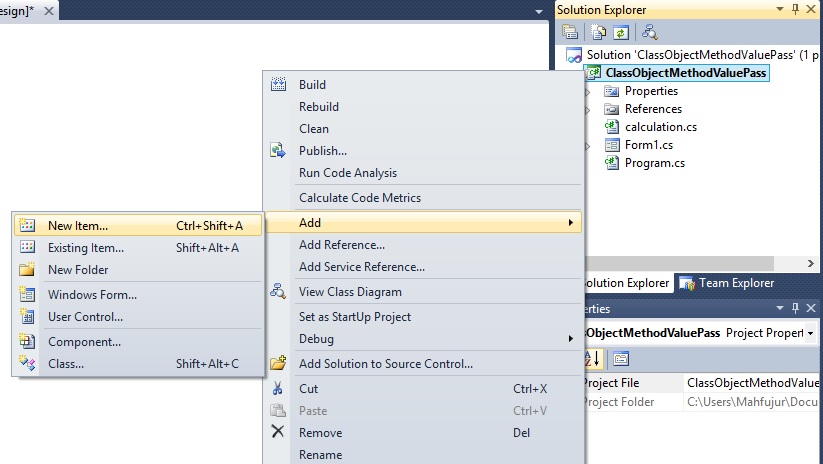 esign]*
Solution Explorer
Solution 'ClassObjectMethodValuePass' (1 p
ClassObjectMethodValuePass
Properties
References
calculation.cs
Form1.cs
Program.cs
Build
Rebuild
Clean
Publish...
Run Code Analysis
Calculate Code Metrics
Add
Add Reference...
Add Service Reference...
View Class Diagram
Set as StartUp Project
Debug
Add Solution to Source Control...
Cut Ctrl+X
Paste Ctrl+V
Remove Del
Rename
New Item... Ctrl+Shift+A
Existing Item... Shift+Alt+A
New Folder
Windows Form...
User Control...
Component...
Class... Shift+Alt+C
Solution Explorer Team Explorer
erties
sObjectMethodValuePass Project Propert
Project File ClassObjectMethodValue
Project Folder C:\Users\Mahfujur\Docu